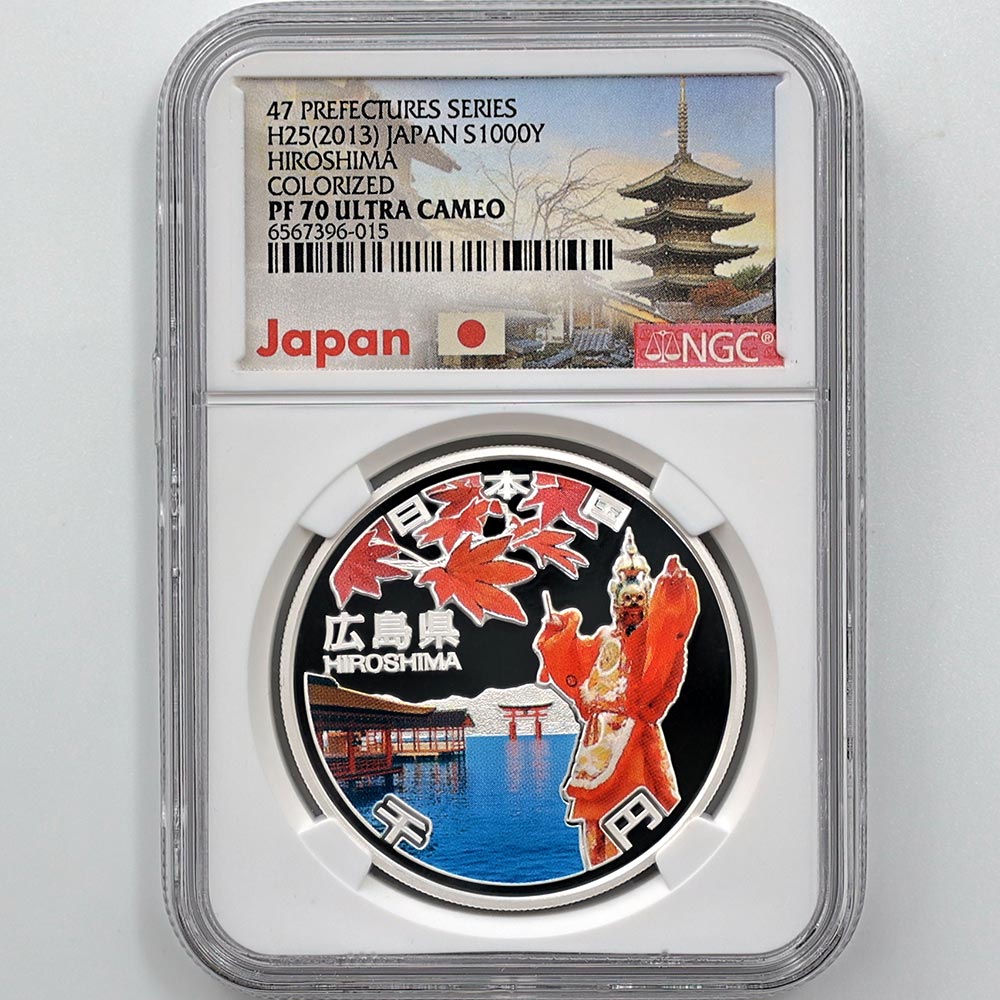 47 PREFECTURES SERIES
H25(2013) JAPAN S1000Y
HIROSHIMA
COLORIZED
PF 70 ULTRA CAMEO
6567396-015
Japan
NGC®
日本国
広島県
HIROSHIMA
千円